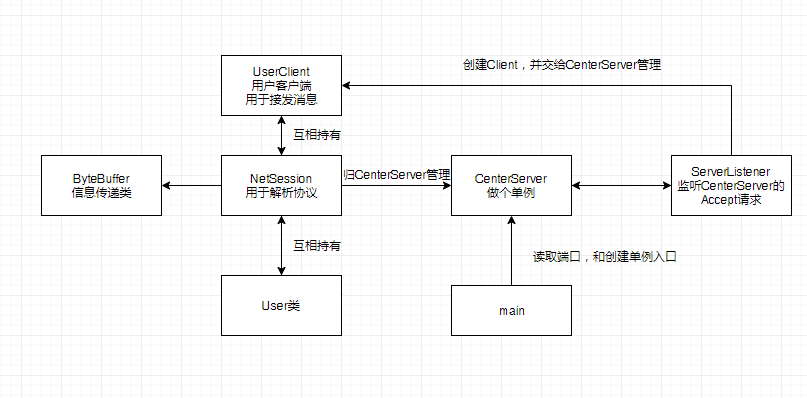 创建Client，并交给CenterServer管理
UserClient
用户客户端
用于接发消息
互相持有
ByteBuffer
信息传递类
NetSession
用于解析协议
归CenterServer管理
CenterServer
做个单例
ServerListener
监听CenterServer的
Accept请求
互相持有
读取端口，和创建单例入口
User类
main